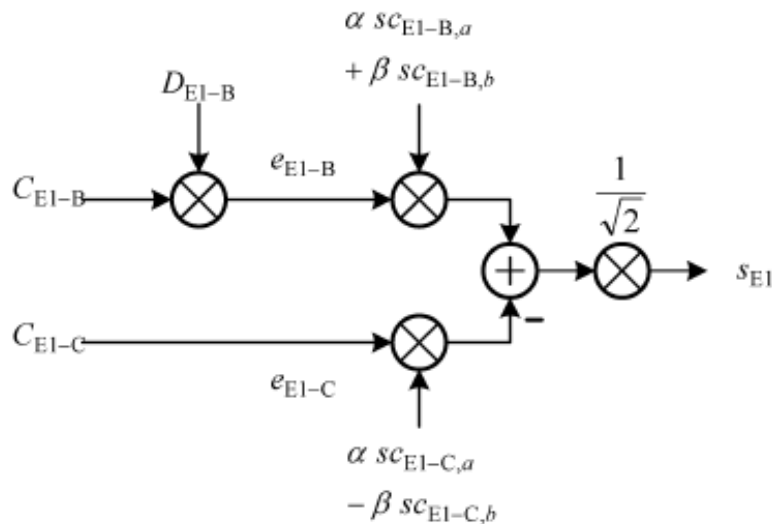 α sc_E1–B,a
+ β sc_E1–B,b
D_E1–B
e_E1–B
C_E1–B
1
√2
s_E1
–
C_E1–C
e_E1–C
α sc_E1–C,a
– β sc_E1–C,b